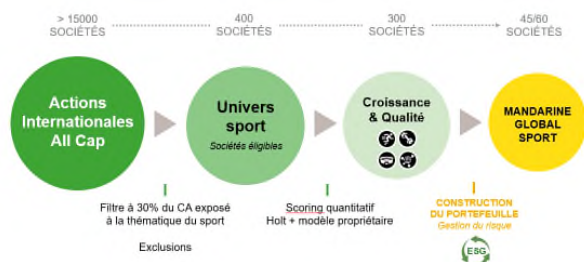 > 15000
SOCIÉTÉS
400
SOCIÉTÉS
300
SOCIÉTÉS
45/60
SOCIÉTÉS
Actions
Internationales
All Cap
Univers
sport
Sociétés éligibles
Croissance
& Qualité
MANDARINE
GLOBAL
SPORT
Filtre à 30% du CA exposé
à la thématique du sport
Exclusions
Scoring quantitatif
Holt + modèle propriétaire
CONSTRUCTION
DU PORTEFEUILLE
Gestion du risque
ESG